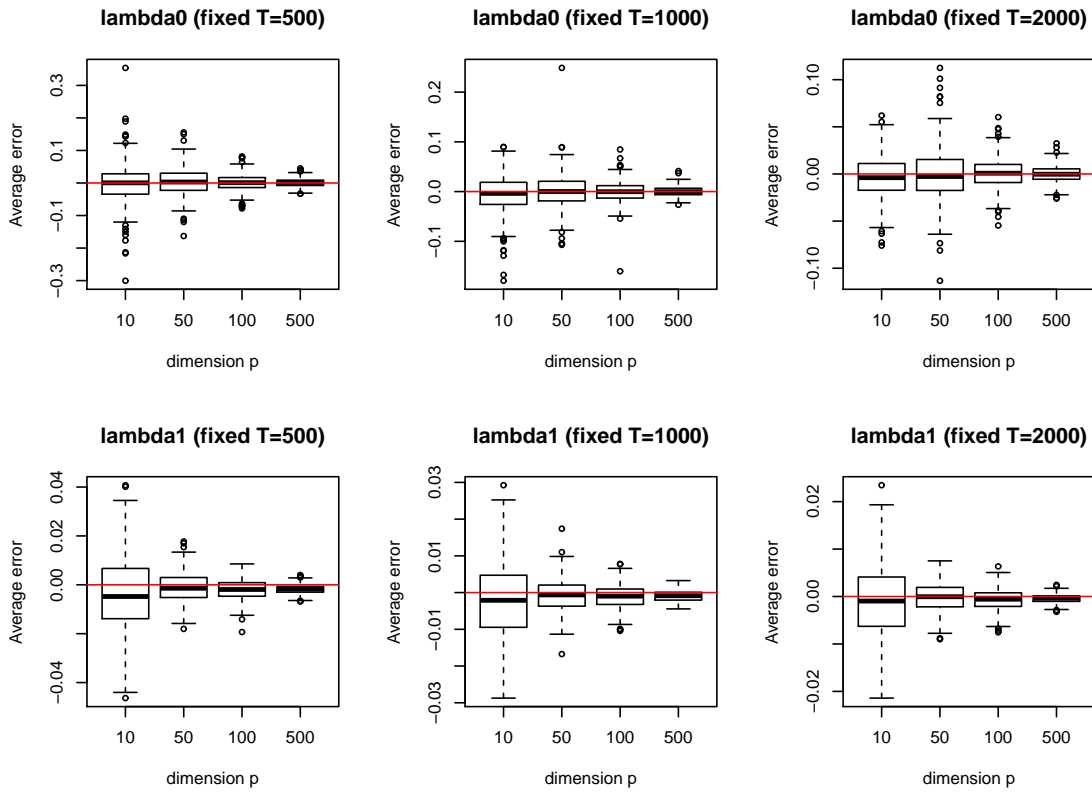 lambda0 (fixed T=500)
Average error
0.3
0.1
−0.1
−0.3
10 50 100 500
dimension p
lambda0 (fixed T=1000)
Average error
0.2
0.1
0.0
−0.1
10 50 100 500
dimension p
lambda0 (fixed T=2000)
Average error
0.10
0.00
−0.10
10 50 100 500
dimension p
lambda1 (fixed T=500)
Average error
0.04
0.02
0.00
−0.04
10 50 100 500
dimension p
lambda1 (fixed T=1000)
Average error
0.03
0.01
−0.01
−0.03
10 50 100 500
dimension p
lambda1 (fixed T=2000)
Average error
0.02
0.00
−0.02
10 50 100 500
dimension p